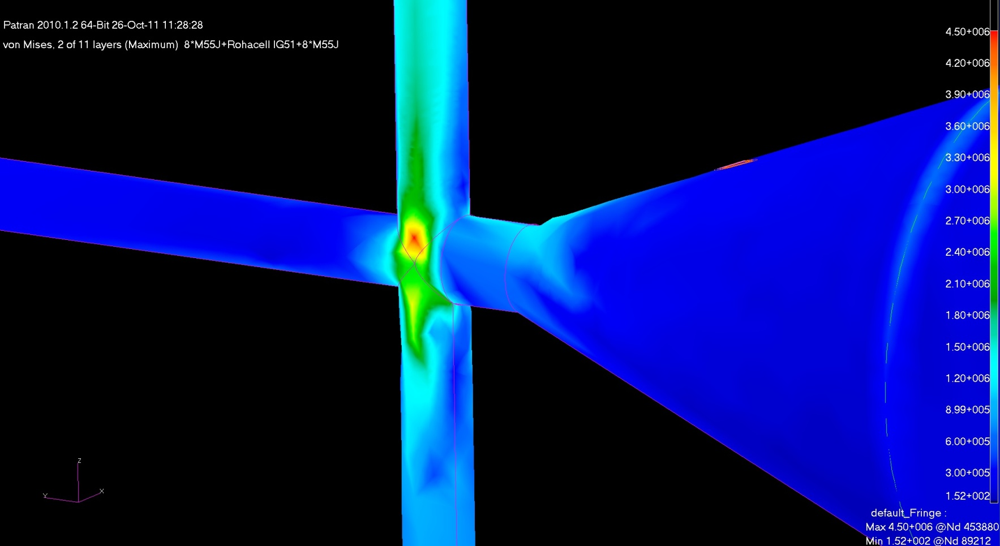 Patran 2010.1.2 64-Bit 26-Oct-11 11:28:28
von Mises, 2 of 11 layers (Maximum) 8*M55J+Rohacell IG51+8*M55J
4.50+006
4.20+006
3.90+006
3.60+006
3.30+006
3.00+006
2.70+006
2.40+006
2.10+006
1.80+006
1.50+006
1.20+006
8.99+005
6.00+005
3.00+005
1.52+002
Z
Y
X
default_Fringe :
Max 4.50+006 @Nd 453880
Min 1.52+002 @Nd 89212